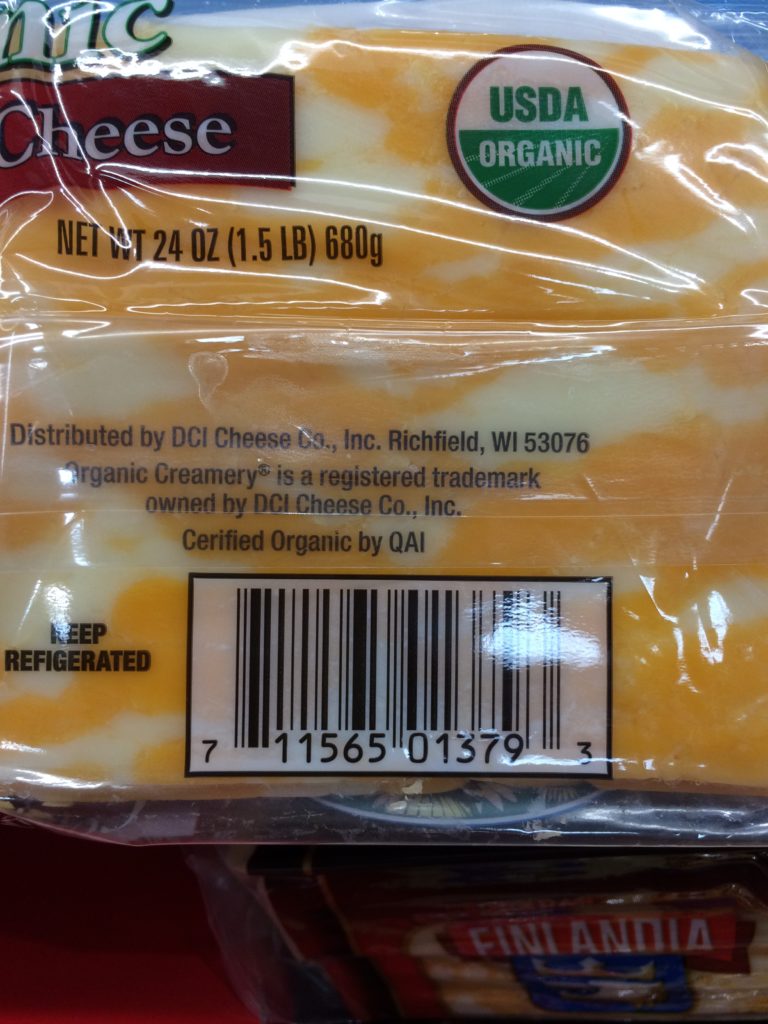 nic
Cheese
USDA
ORGANIC
NET WT 24 OZ (1.5 LB) 680g
Distributed by DCI Cheese Co., Inc. Richfield, WI 53076
Organic Creamery® is a registered trademark
owned by DCI Cheese Co., Inc.
Cerified Organic by QAI
KEEP
REFIGERATED
7 11565 01379 3
FINLANDIA